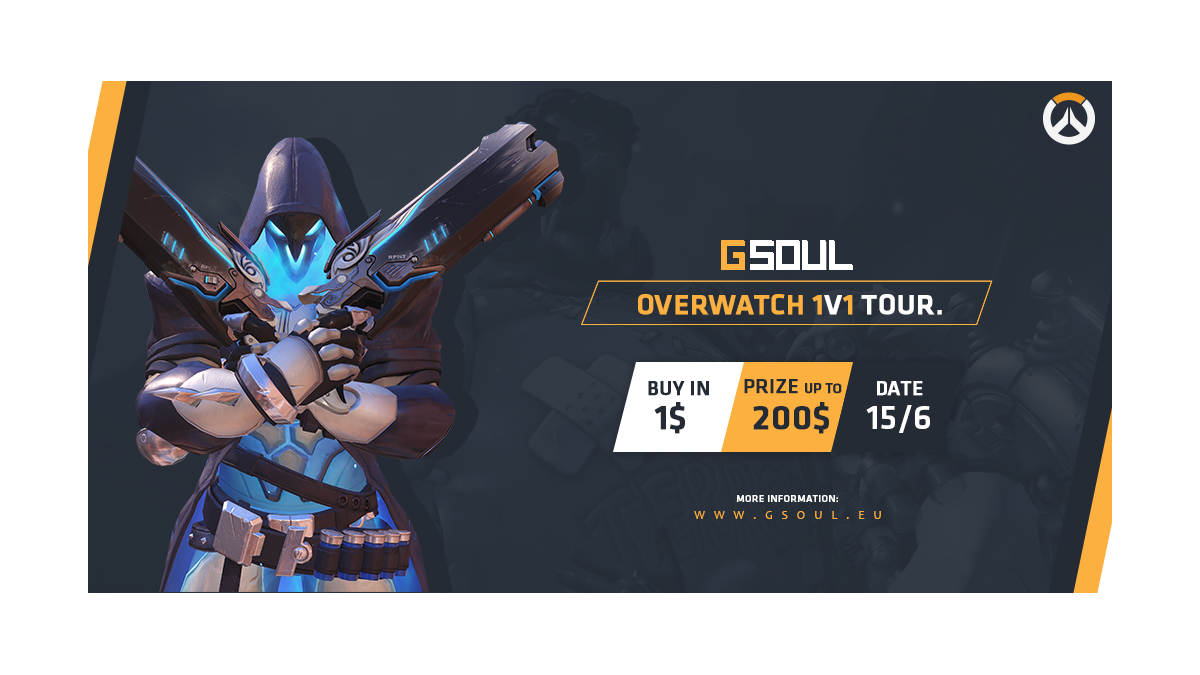 GSOUL
OVERWATCH 1V1 TOUR.
BUY IN
1$
PRIZE UP TO
200$
DATE
15/6
MORE INFORMATION:
WWW.GSOUL.EU